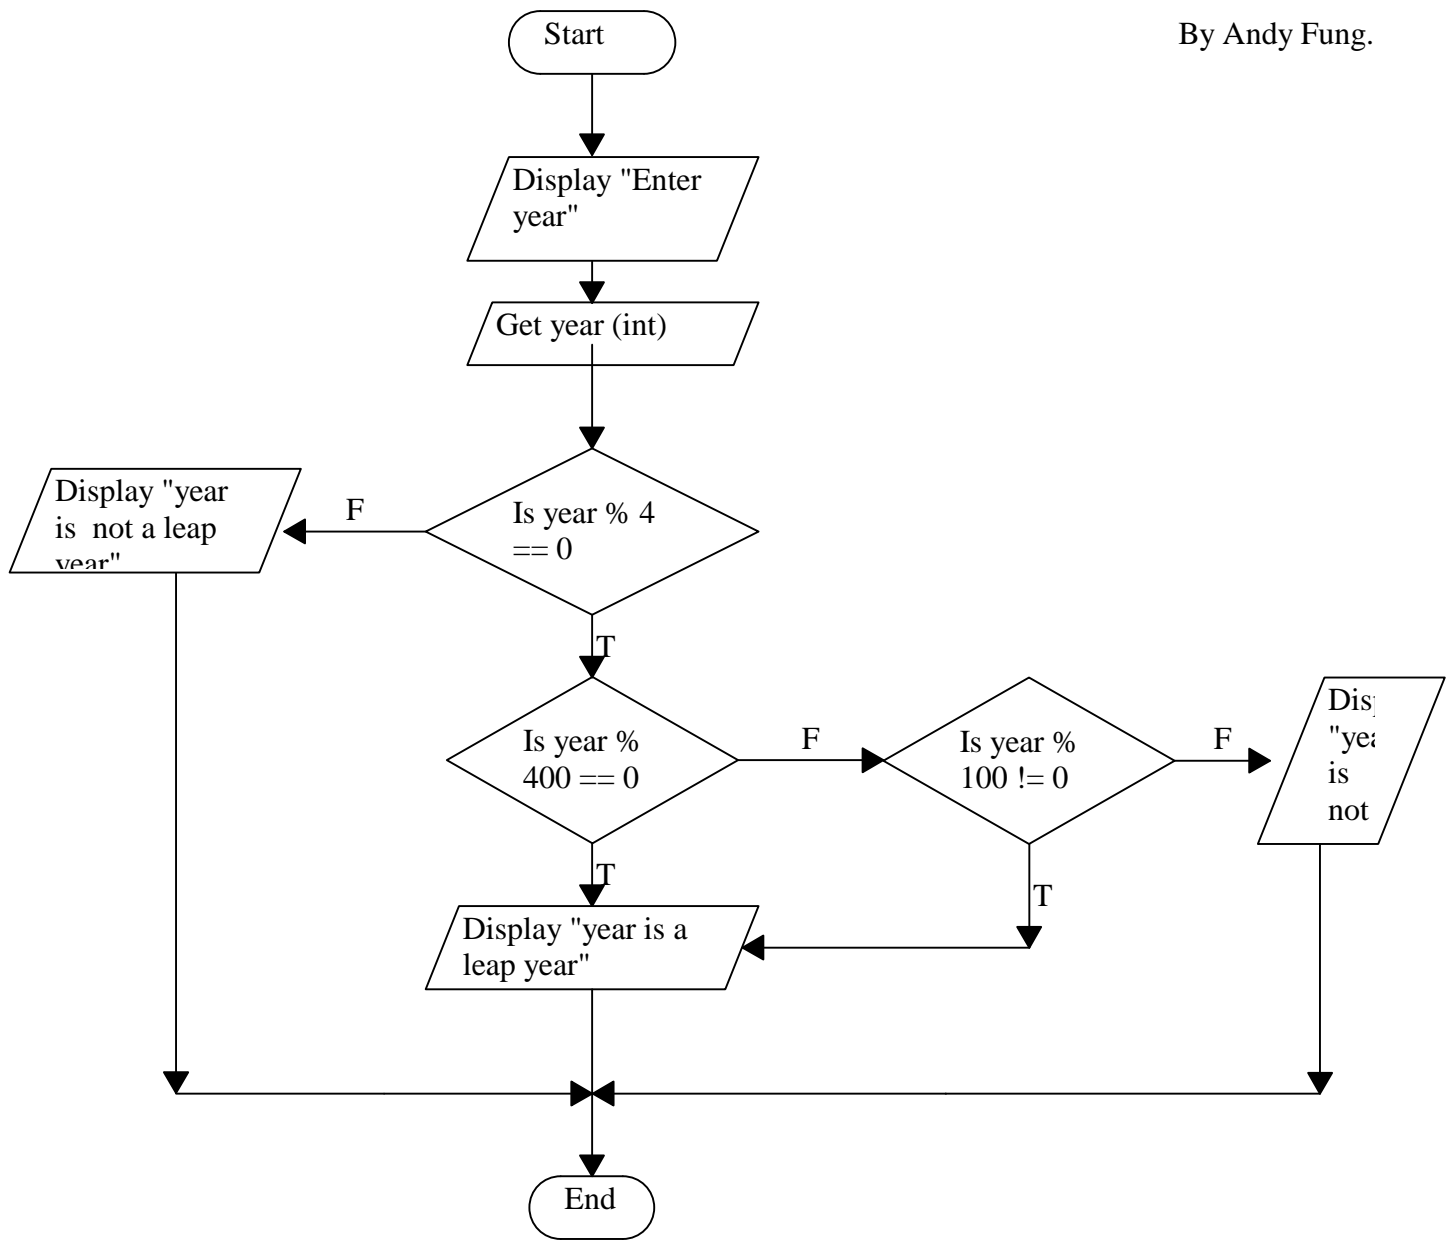 Start
By Andy Fung.
Display "Enter
year"
Get year (int)
Display "year
is not a leap
year"
F
Is year % 4
== 0
T
Is year %
400 == 0
F
Is year %
100 != 0
F
is
not
T
T
Display "year is a
leap year"
End